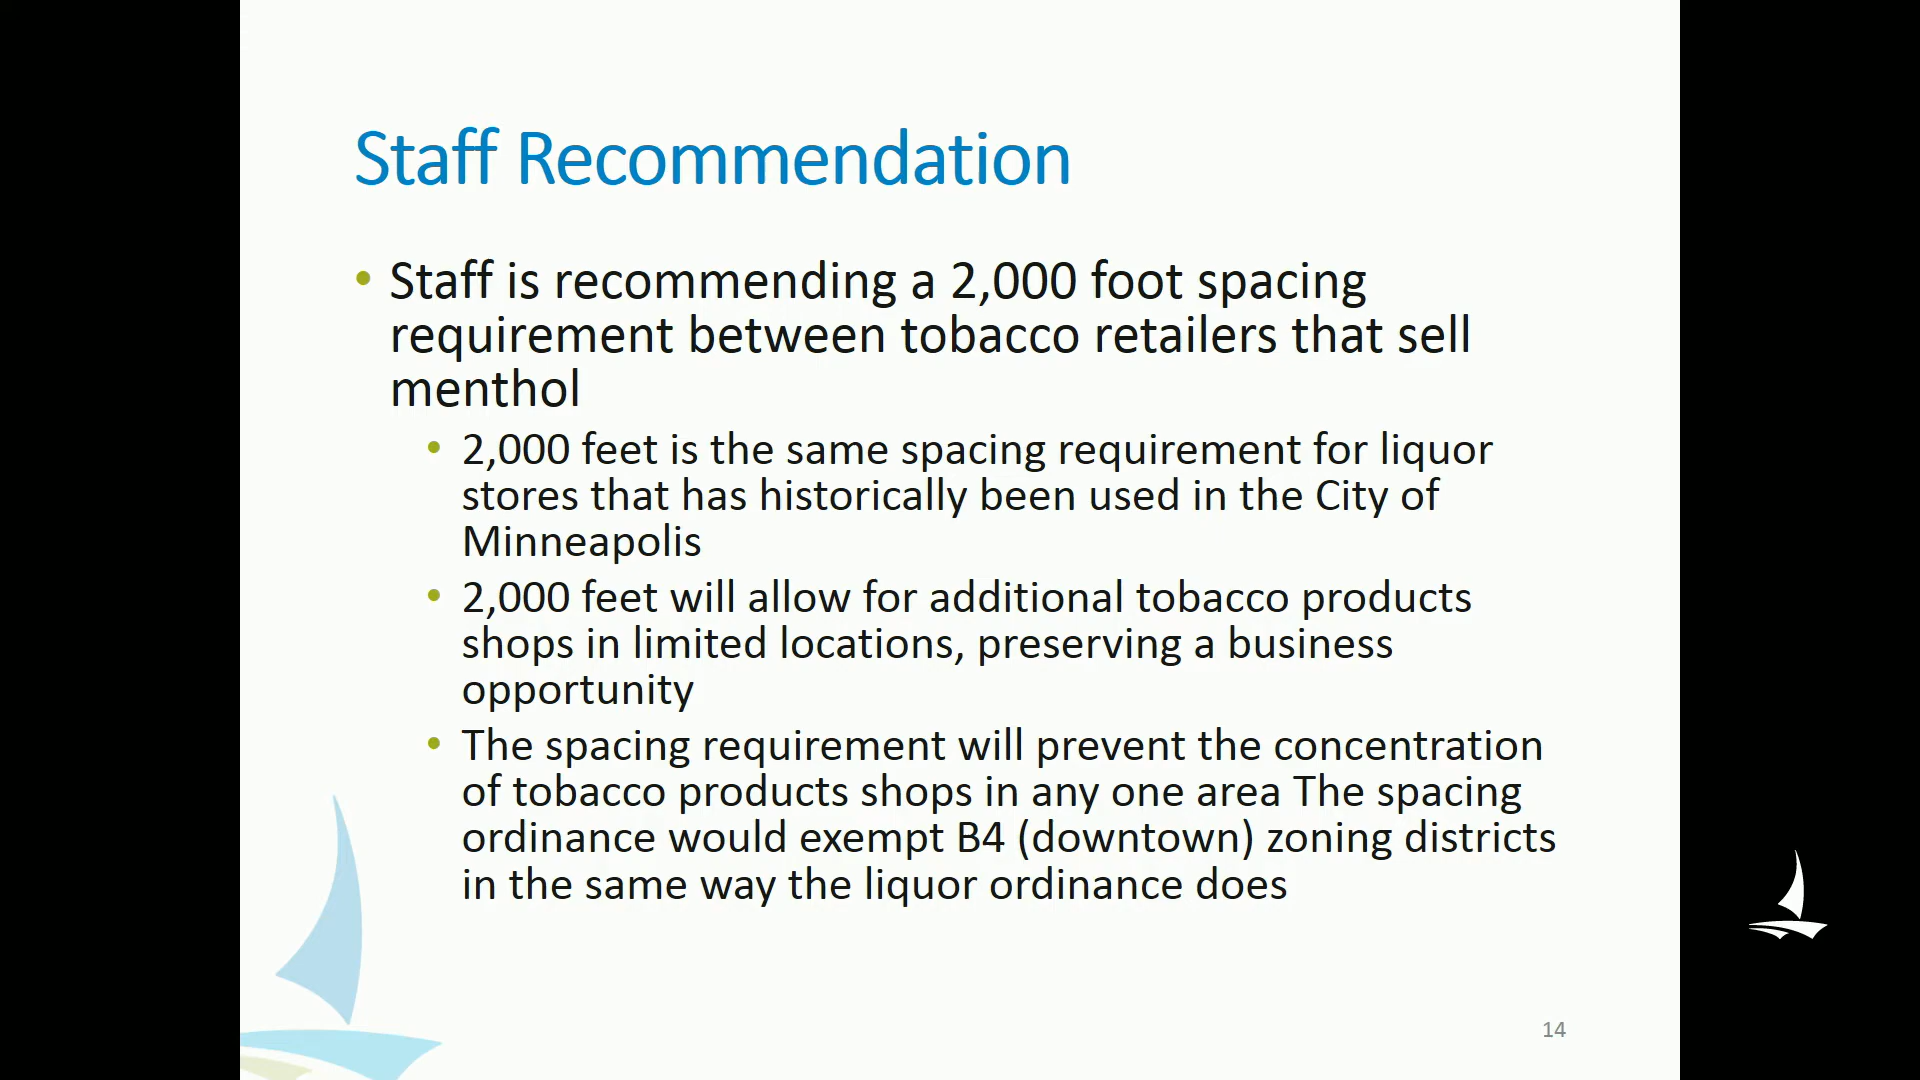 Staff Recommendation
• Staff is recommending a 2,000 foot spacing
requirement between tobacco retailers that sell
menthol
• 2,000 feet is the same spacing requirement for liquor
stores that has historically been used in the City of
Minneapolis
• 2,000 feet will allow for additional tobacco products
shops in limited locations, preserving a business
opportunity
• The spacing requirement will prevent the concentration
of tobacco products shops in any one area The spacing
ordinance would exempt B4 (downtown) zoning districts
in the same way the liquor ordinance does
14